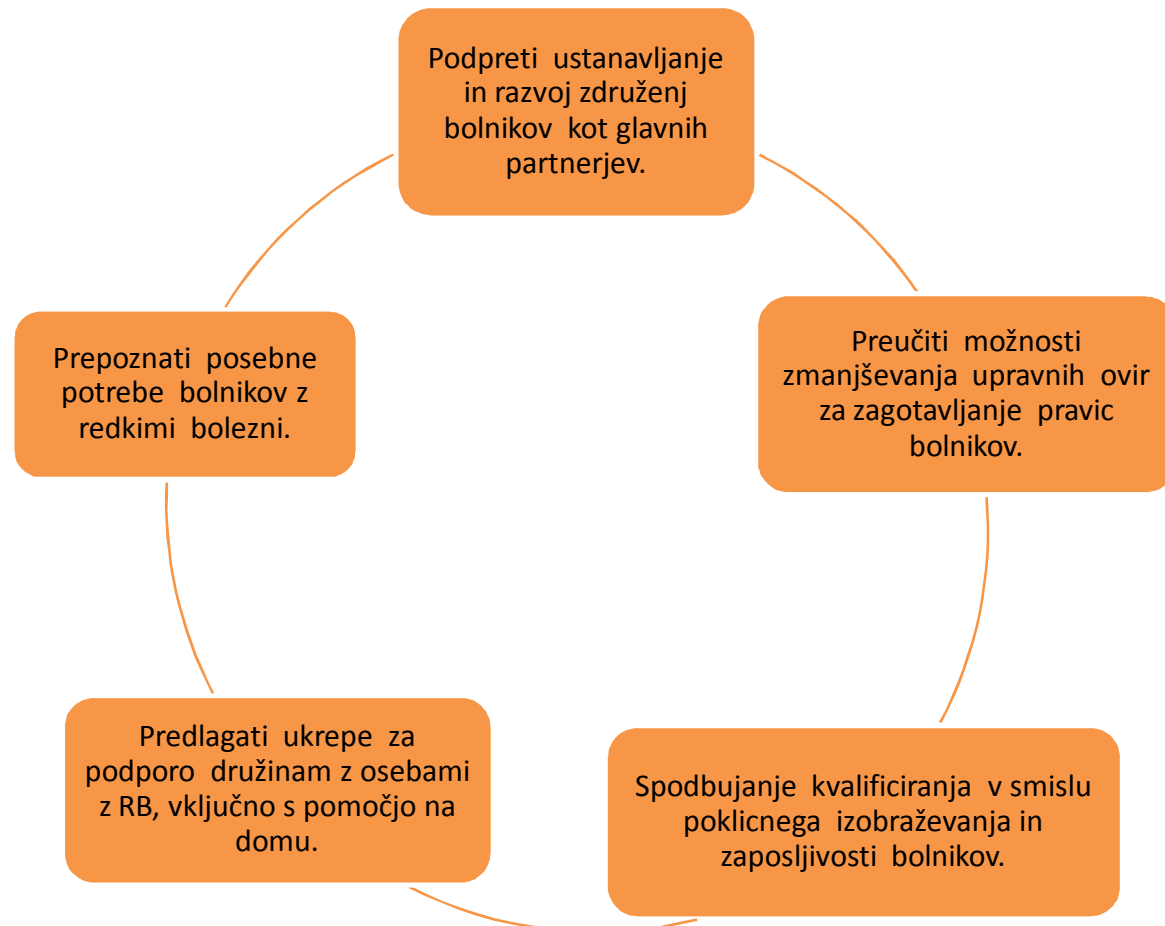 Podpreti ustanavljanje
in razvoj združenj
bolnikov kot glavnih
partnerjev.
Preučiti možnosti
zmanjševanja upravnih ovir
za zagotavljanje pravic
bolnikov.
Spodbujanje kvalificiranja v smislu
poklicnega izobraževanja in
zaposljivosti bolnikov.
Predlagati ukrepe za
podporo družinam z osebami
z RB, vključno s pomočjo na
domu.
Prepoznati posebne
potrebe bolnikov z
redkimi bolezni.